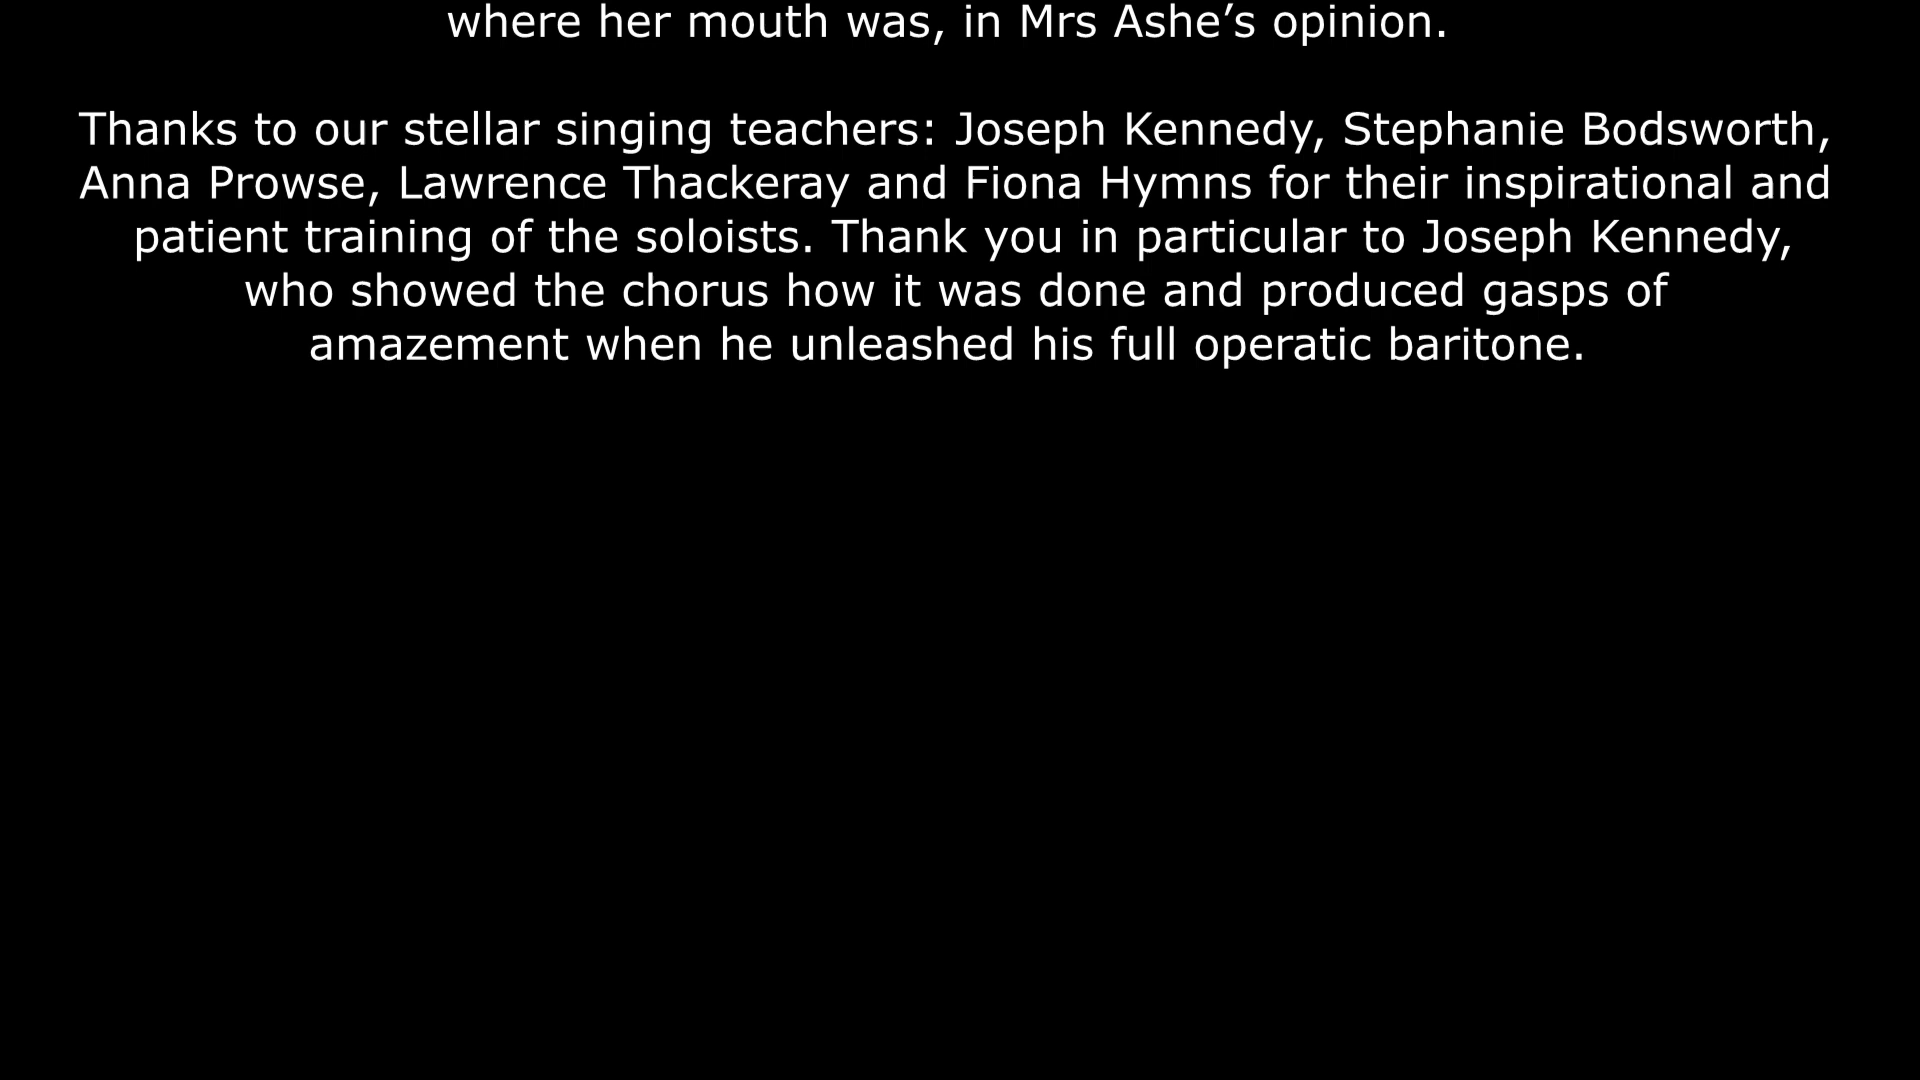 where her mouth was, in Mrs Ashe’s opinion.
Thanks to our stellar singing teachers: Joseph Kennedy, Stephanie Bodsworth,
Anna Prowse, Lawrence Thackeray and Fiona Hymns for their inspirational and
patient training of the soloists. Thank you in particular to Joseph Kennedy,
who showed the chorus how it was done and produced gasps of
amazement when he unleashed his full operatic baritone.